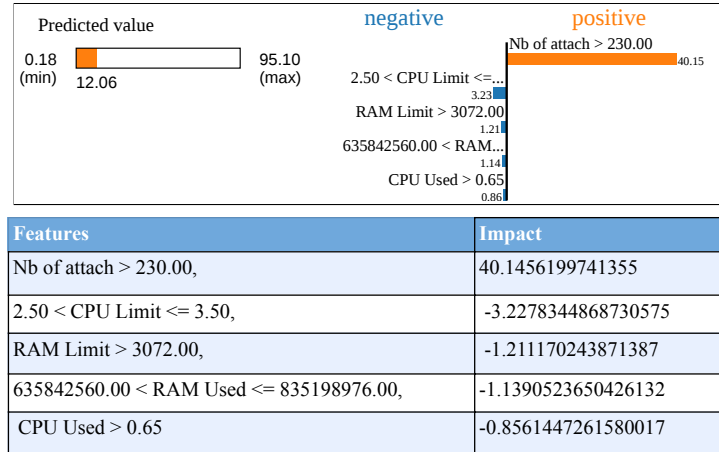 Predicted value
0.18
(min)
12.06
95.10
(max)
negative
positive
Nb of attach > 230.00
40.15
2.50 < CPU Limit <=...
3.23
RAM Limit > 3072.00
1.21
635842560.00 < RAM...
1.14
CPU Used > 0.65
0.86
Features Impact
Nb of attach > 230.00, 40.1456199741355
2.50 < CPU Limit <= 3.50, -3.2278344868730575
RAM Limit > 3072.00, -1.211170243871387
635842560.00 < RAM Used <= 835198976.00, -1.1390523650426132
CPU Used > 0.65 -0.8561447261580017